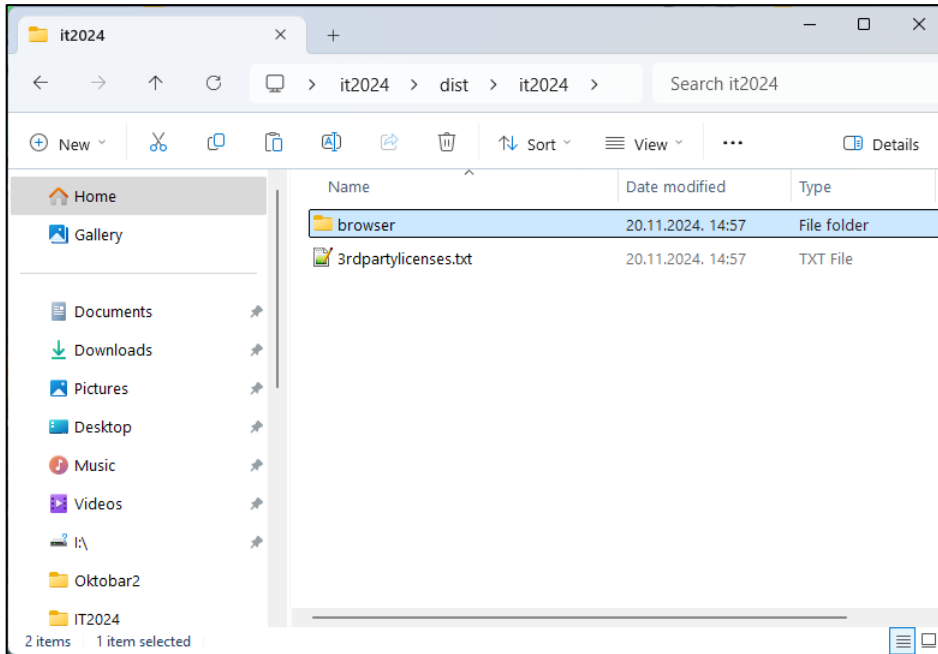 it2024
it2024 > dist > it2024 >
Search it2024
New
Sort
View
Details
Name
Date modified
Type
Home
Gallery
browser
20.11.2024. 14:57
File folder
3rdpartylicenses.txt
20.11.2024. 14:57
TXT File
Documents
Downloads
Pictures
Desktop
Music
Videos
I:\
Oktobar2
IT2024
2 items
1 item selected